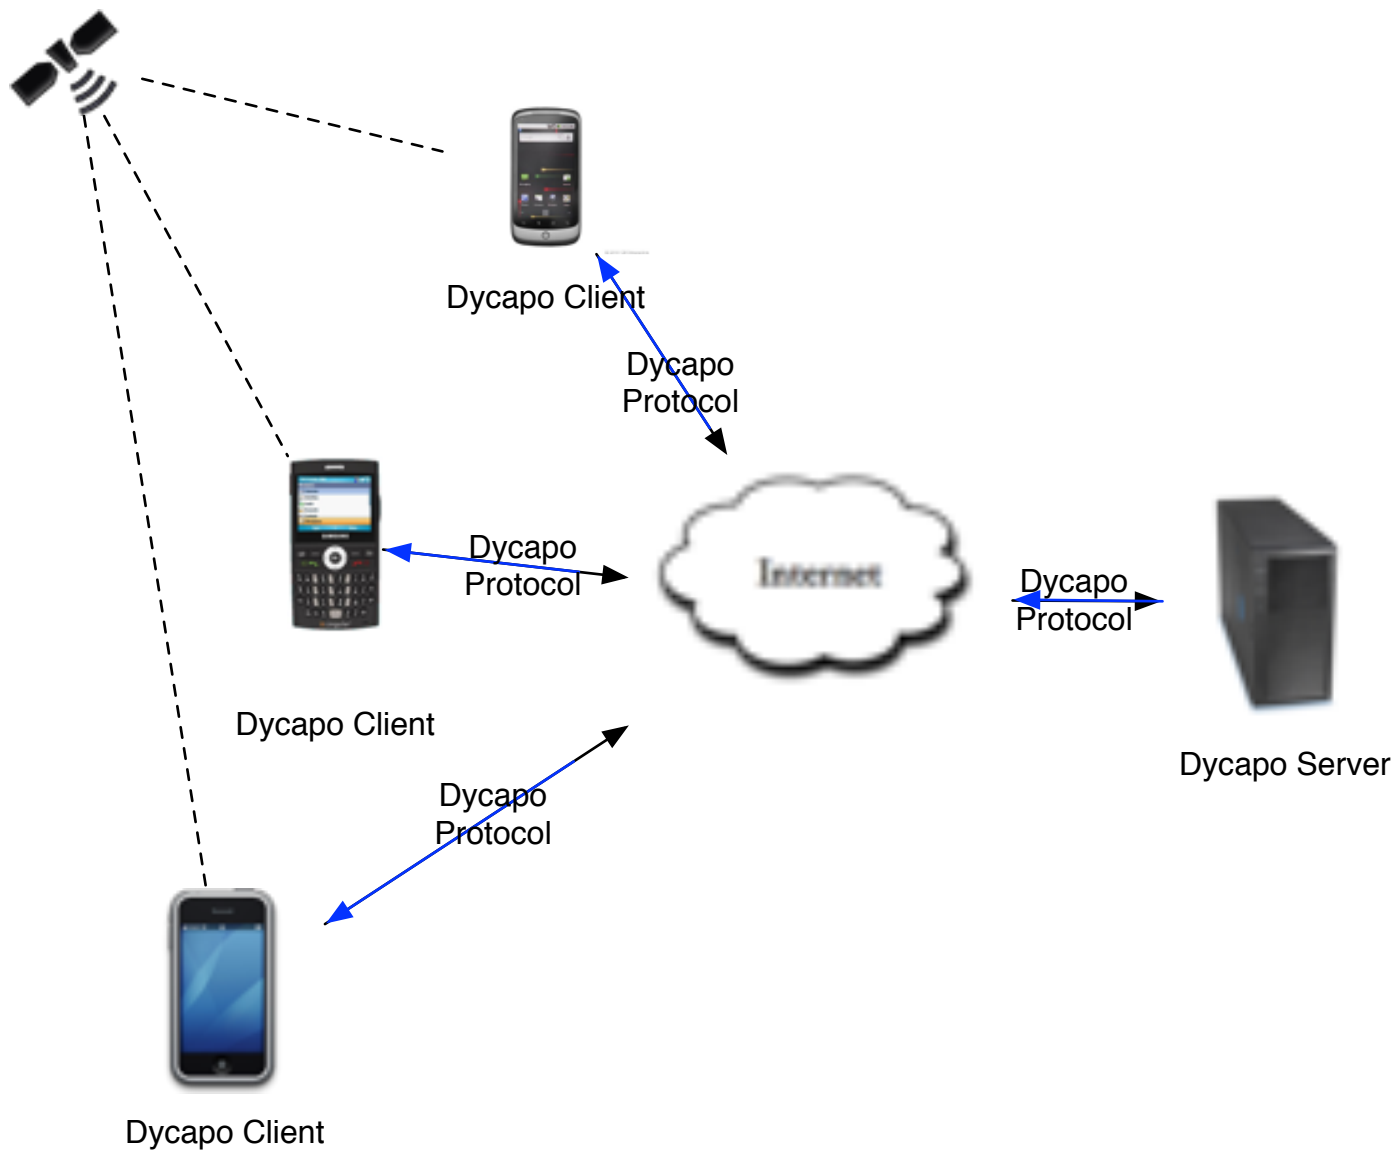 Dycapo Client
Dycapo
Protocol
Internet
Dycapo
Protocol
Dycapo
Protocol
Dycapo Client
Dycapo Server
Dycapo
Protocol
Dycapo Client